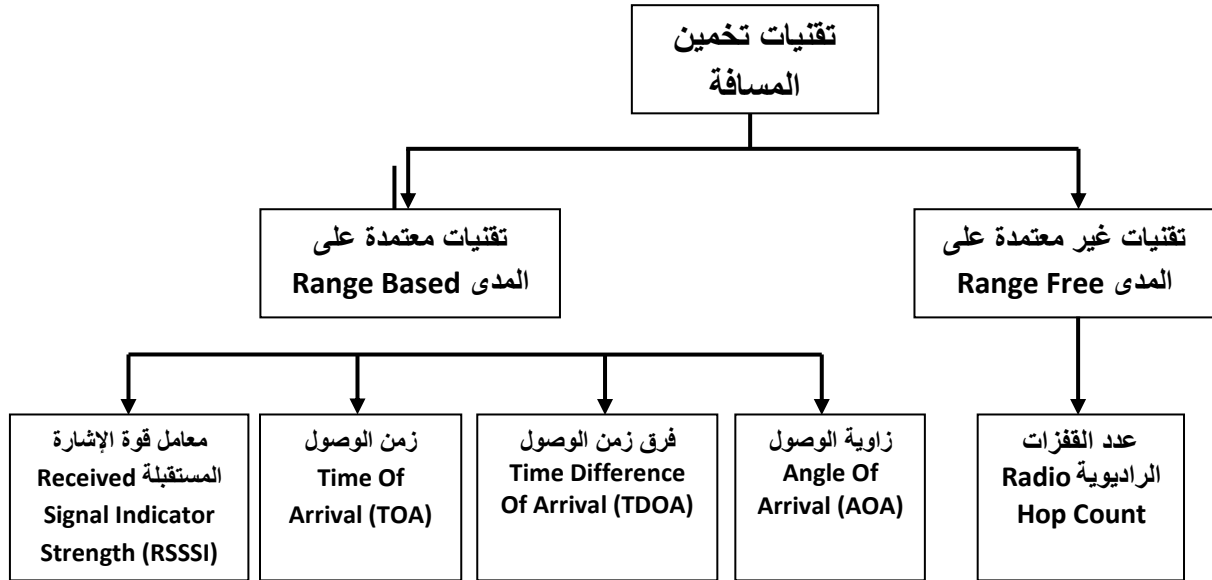 تقنيات تخمين
المسافة
تقنيات غير معتمدة على
المدى Range Free
تقنيات معتمدة على
المدى Range Based
عدد القفزات
الراديوية Radio
Hop Count
زاوية الوصول
Angle Of
Arrival (AOA)
فرق زمن الوصول
Time Difference
Of Arrival (TDOA)
زمن الوصول
Time Of
Arrival (TOA)
معامل قوة الإشارة
المستقبلة Received
Signal Indicator
Strength (RSSSI)